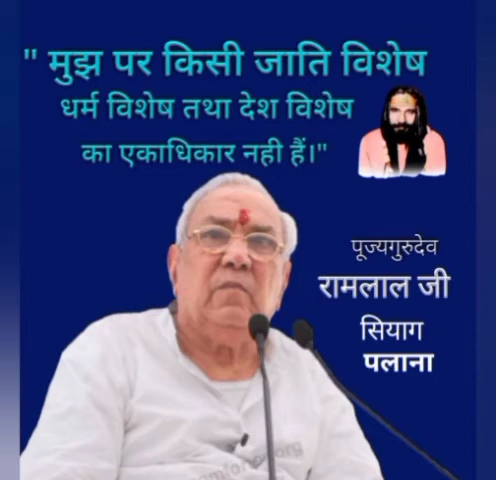 " मुझ पर किसी जाति विशेष
धर्म विशेष तथा देश विशेष
का एकाधिकार नही हैं।"
पूज्यगुरुदेव
रामलाल जी
सियाग
पलाना